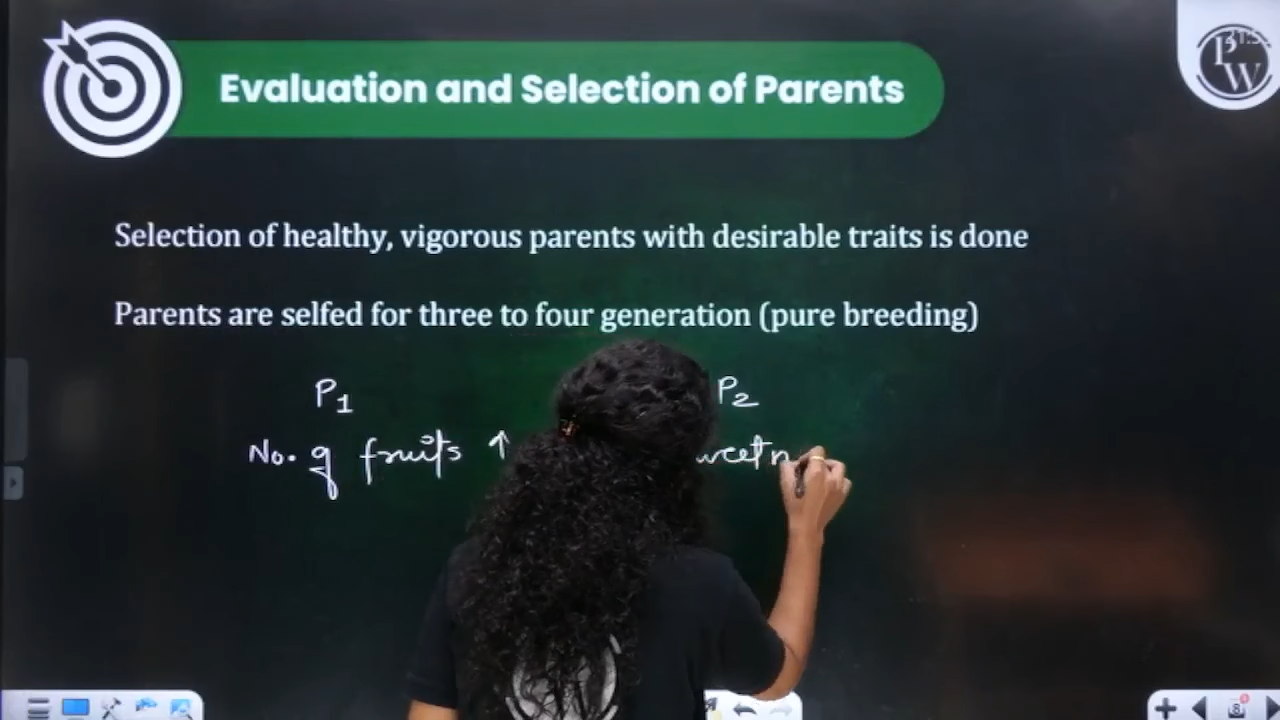 Evaluation and Selection of Parents
PW
Selection of healthy, vigorous parents with desirable traits is done
Parents are selfed for three to four generation (pure breeding)
P1 P2
No. of fruits ↑